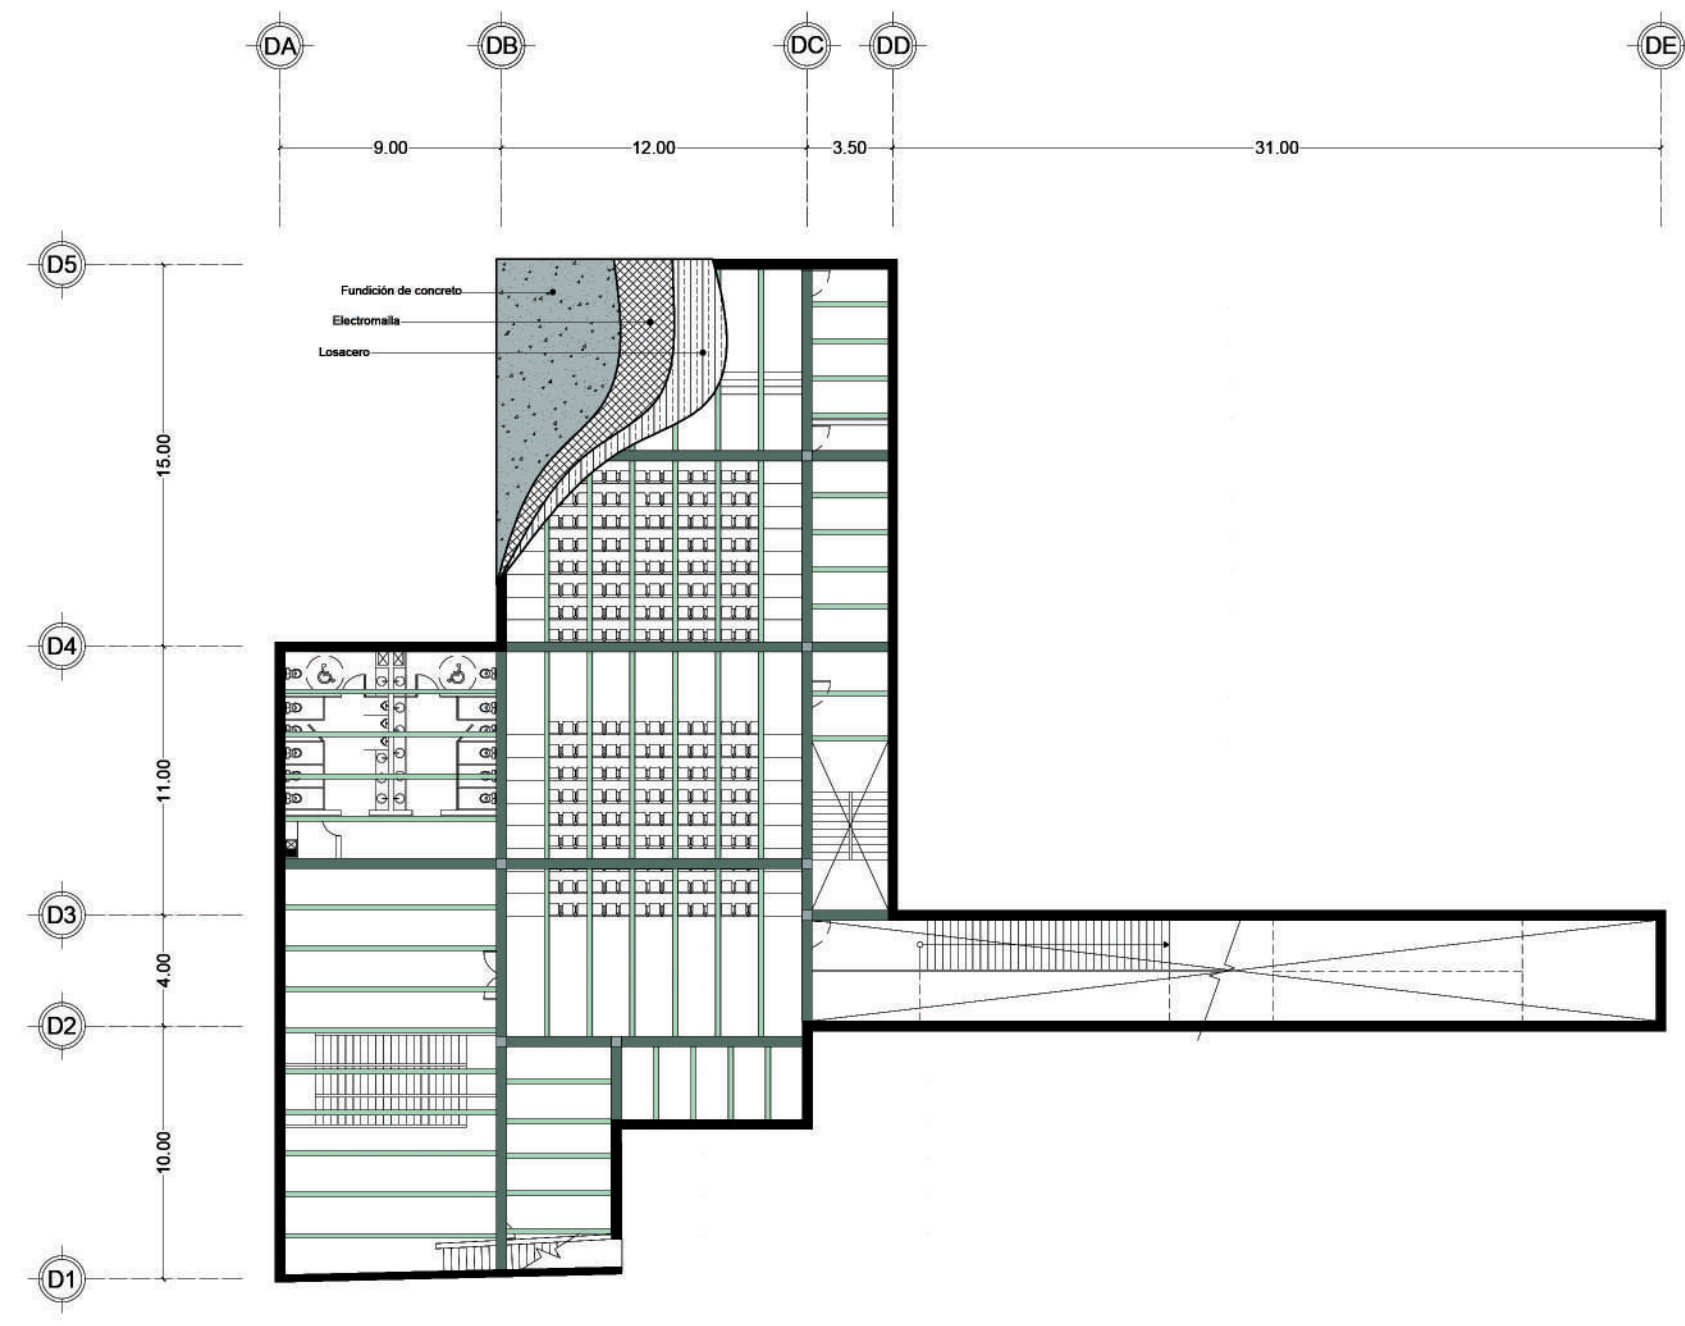 DA
DB
DC
DD
DE
9.00
12.00
3.50
31.00
D5
Fundición de concreto
Electromalla
Losacero
15.00
D4
11.00
D3
4.00
D2
10.00
D1